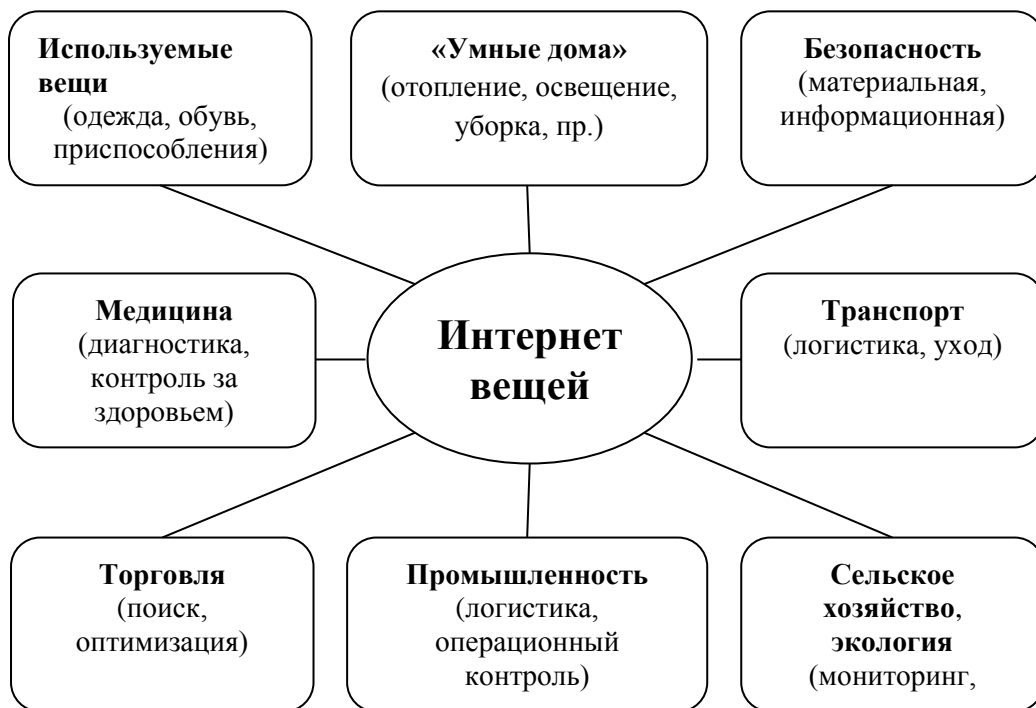 Используемые
вещи
(одежда, обувь,
приспособления)
«Умные дома»
(отопление, освещение,
уборка, пр.)
Безопасность
(материальная,
информационная)
Медицина
(диагностика,
контроль за
здоровьем)
Интернет
вещей
Транспорт
(логистика, уход)
Торговля
(поиск,
оптимизация)
Промышленность
(логистика,
операционный
контроль)
Сельское
хозяйство,
экология
(мониторинг,